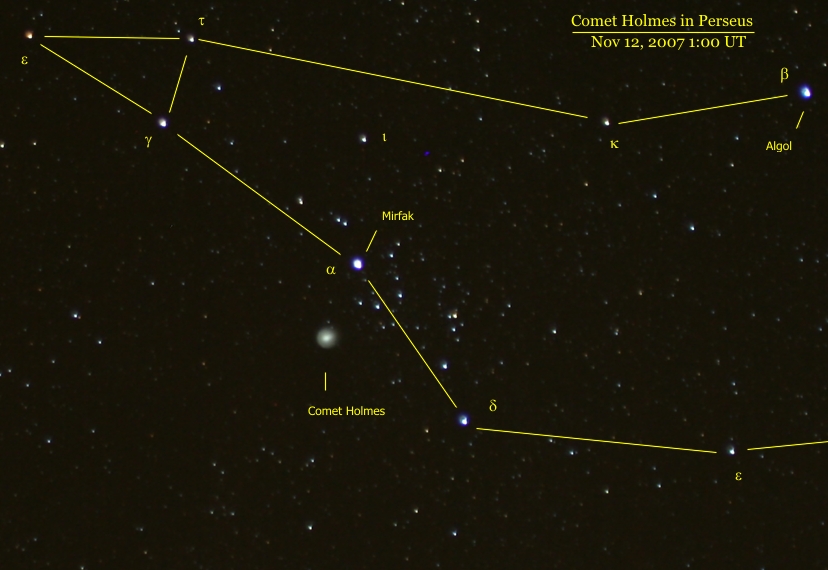 Comet Holmes in Perseus
Nov 12, 2007 1:00 UT
τ
ε
β
γ
ι
κ
Algol
Mirfak
α
δ
Comet Holmes
ε